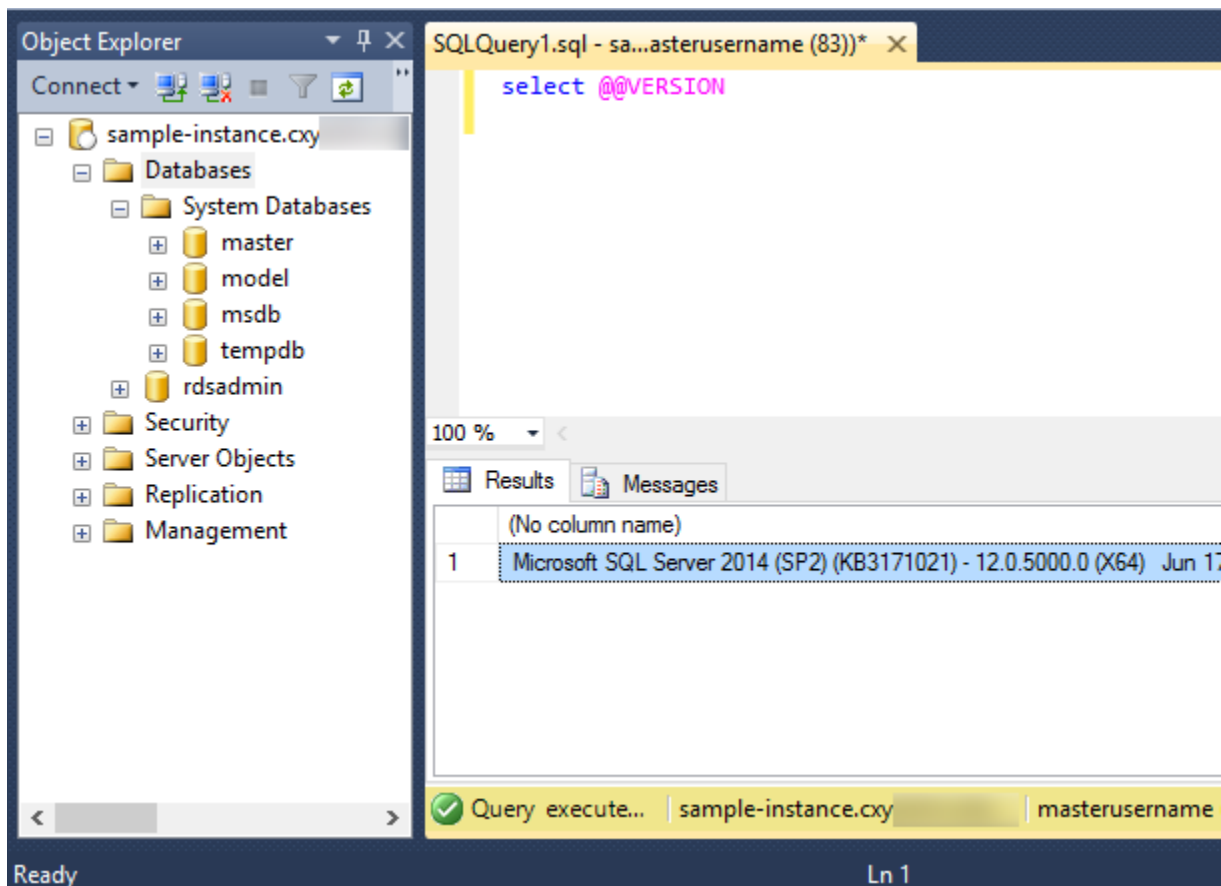 Object Explorer
Connect
sample-instance.cxy
Databases
System Databases
master
model
msdb
tempdb
rdsadmin
Security
Server Objects
Replication
Management
SQLQuery1.sql - sa...asterusername (83))*
select @@VERSION
100 %
Results
Messages
(No column name)
1 Microsoft SQL Server 2014 (SP2) (KB3171021) - 12.0.5000.0 (X64) Jun 17
Query execute... sample-instance.cxy masterusername
Ready Ln 1